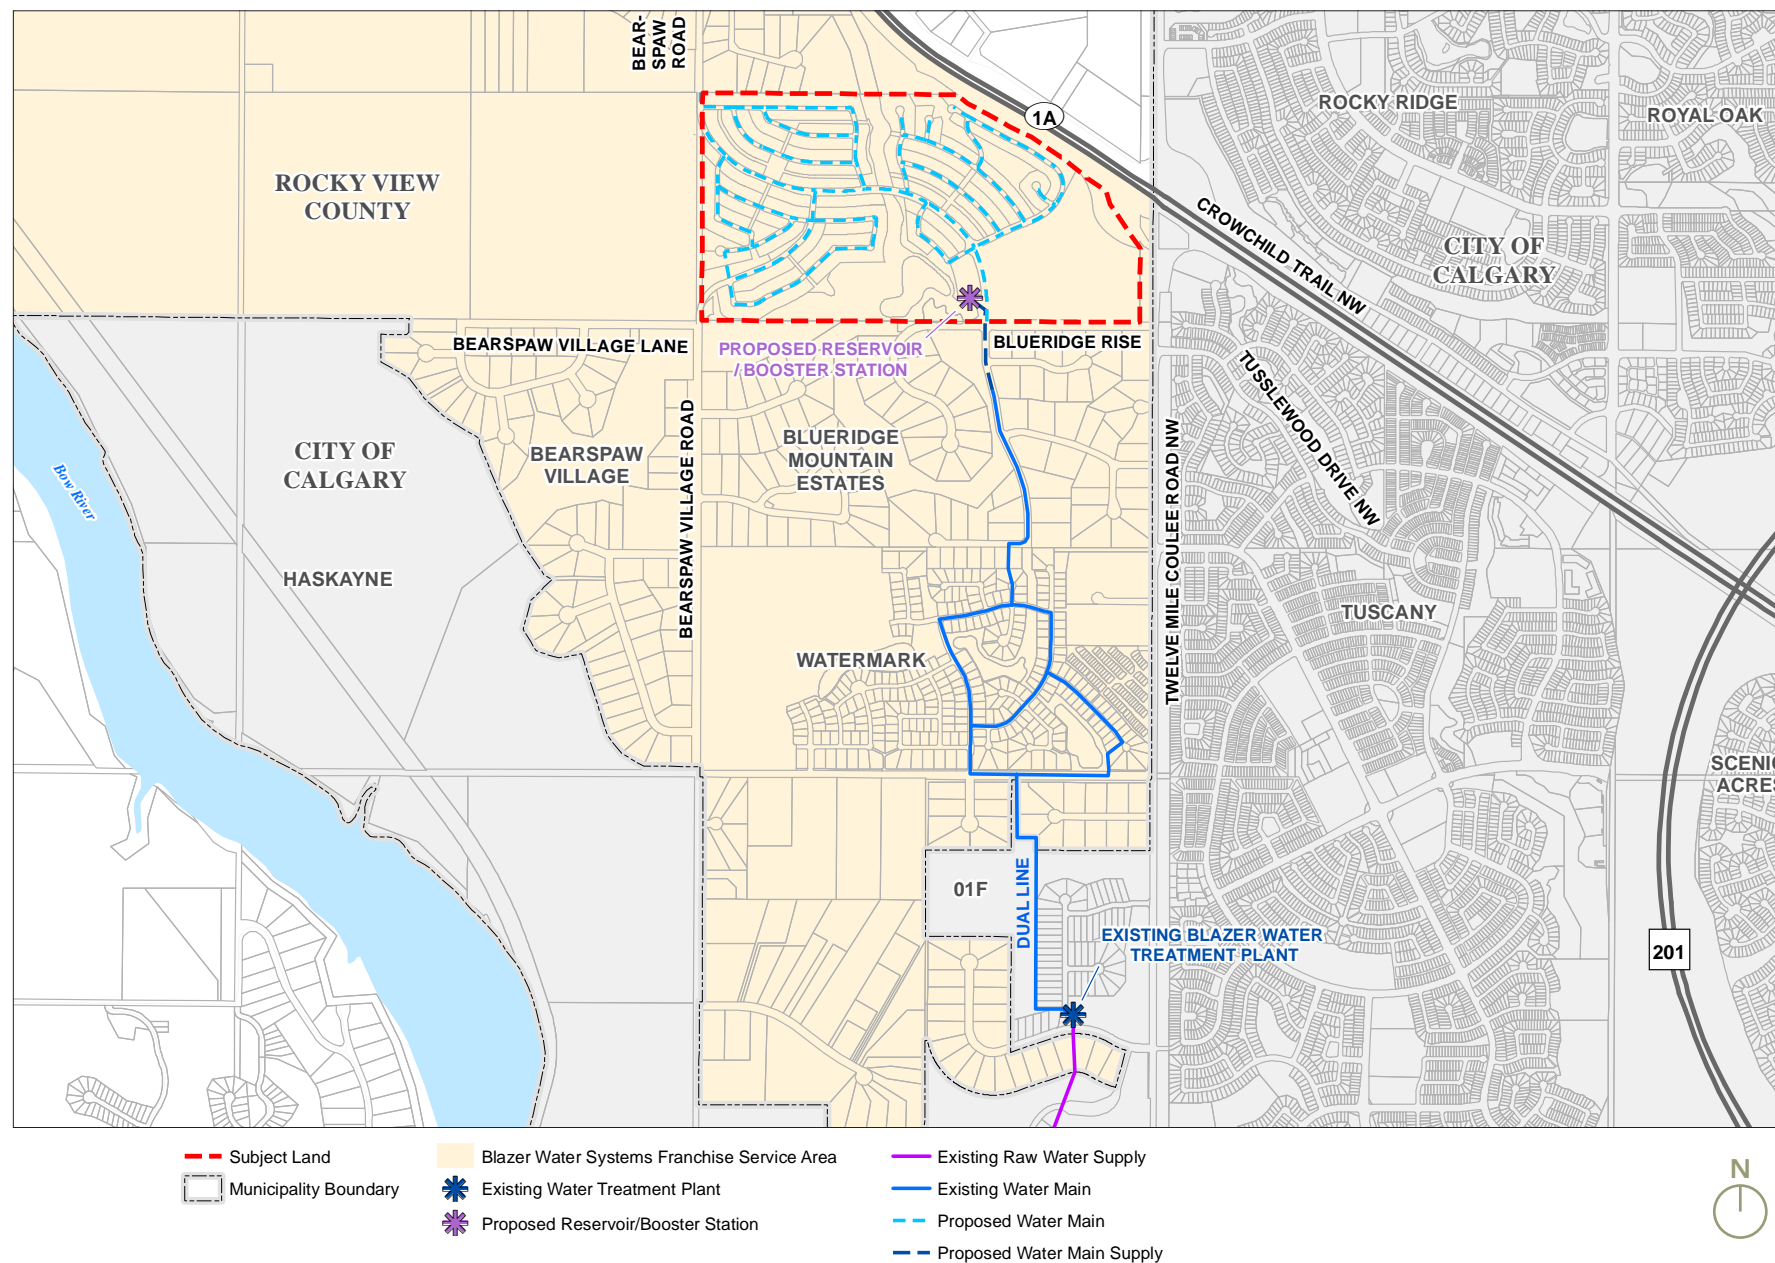 BEAR-
SPAW
ROAD
1A
ROCKY RIDGE
ROYAL OAK
ROCKY VIEW
COUNTY
CROWCHILD TRAIL NW
CITY OF
CALGARY
BEARSPAW VILLAGE LANE
PROPOSED RESERVOIR
/ BOOSTER STATION
BLUERIDGE RISE
TUSSLEWOOD DRIVE NW
CITY OF
CALGARY
BEARSPAW
VILLAGE
BEARSPAW VILLAGE ROAD
BLUERIDGE
MOUNTAIN
ESTATES
Bow River
TWELVE MILE COULEE ROAD NW
HASKAYNE
TUSCANY
WATERMARK
SCENIC
ACRES
01F
DUAL LINE
EXISTING BLAZER WATER
TREATMENT PLANT
201
Subject Land
Municipality Boundary
Blazer Water Systems Franchise Service Area
Existing Water Treatment Plant
Proposed Reservoir/Booster Station
Existing Raw Water Supply
Existing Water Main
Proposed Water Main
Proposed Water Main Supply
N